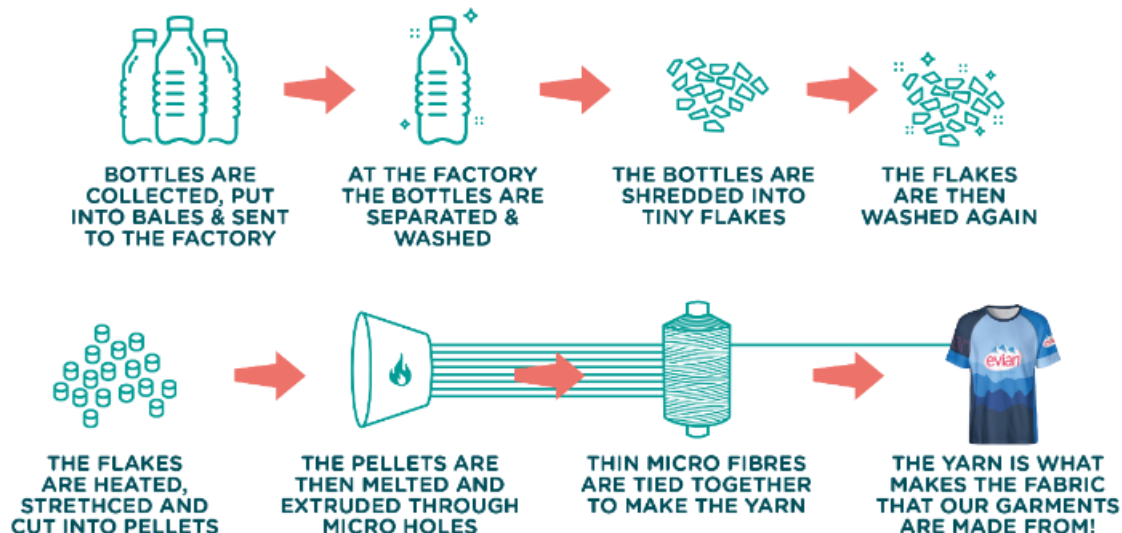 BOTTLES ARE
COLLECTED, PUT
INTO BALES & SENT
TO THE FACTORY
AT THE FACTORY
THE BOTTLES ARE
SEPARATED &
WASHED
THE BOTTLES ARE
SHREDDED INTO
TINY FLAKES
THE FLAKES
ARE THEN
WASHED AGAIN
THE FLAKES
ARE HEATED,
STRETHCED AND
CUT INTO PELLETS
THE PELLETS ARE
THEN MELTED AND
EXTRUDED THROUGH
MICRO HOLES
THIN MICRO FIBRES
ARE TIED TOGETHER
TO MAKE THE YARN
evian
THE YARN IS WHAT
MAKES THE FABRIC
THAT OUR GARMENTS
ARE MADE FROM!